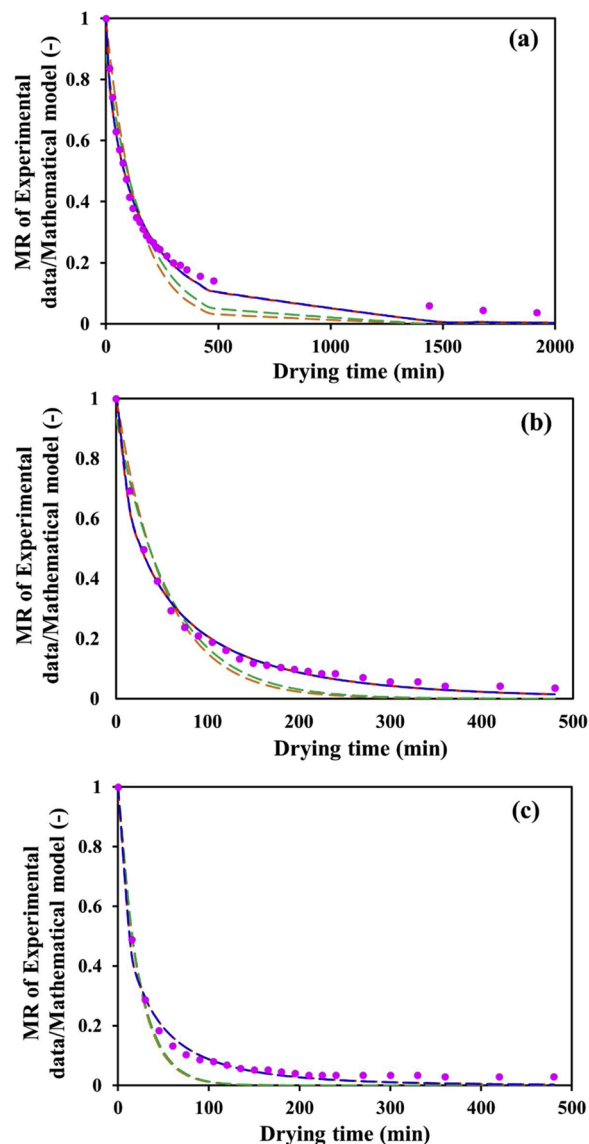 (a)
MR of Experimental
data/Mathematical model (-)
1
0.8
0.6
0.4
0.2
0
0 500 1000 1500 2000
Drying time (min)
(b)
MR of Experimental
data/Mathematical model (-)
1
0.8
0.6
0.4
0.2
0
0 100 200 300 400 500
Drying time (min)
(c)
MR of Experimental
data/Mathematical model (-)
1
0.8
0.6
0.4
0.2
0
0 100 200 300 400 500
Drying time (min)